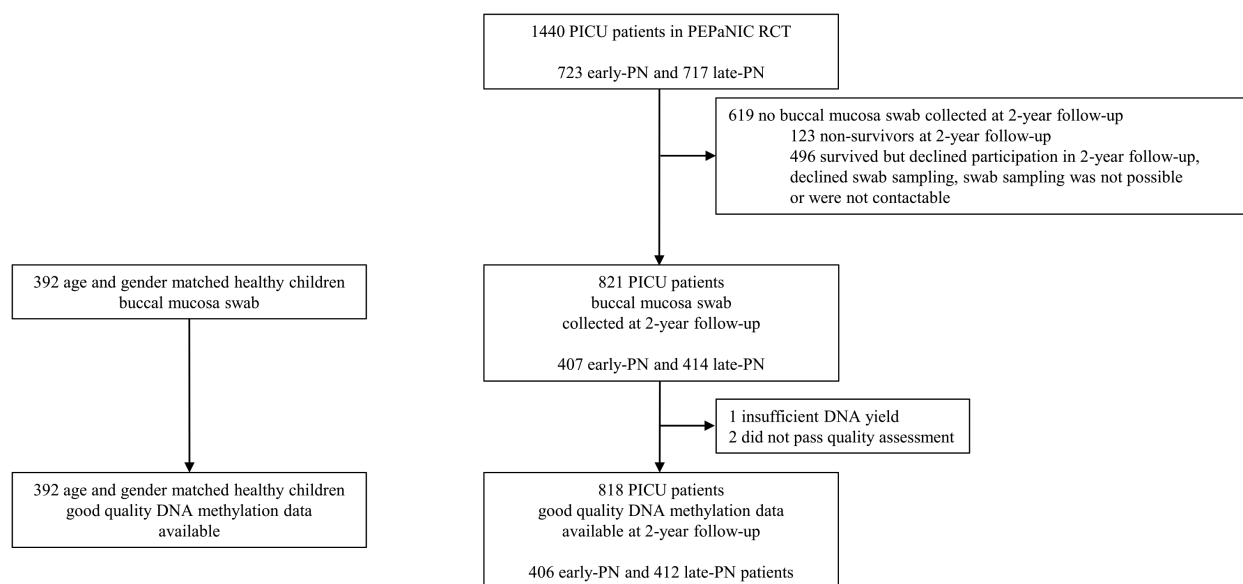 1440 PICU patients in PEPaNIC RCT
723 early-PN and 717 late-PN
619 no buccal mucosa swab collected at 2-year follow-up
123 non-survivors at 2-year follow-up
496 survived but declined participation in 2-year follow-up,
declined swab sampling, swab sampling was not possible
or were not contactable
392 age and gender matched healthy children
buccal mucosa swab
821 PICU patients
buccal mucosa swab
collected at 2-year follow-up
407 early-PN and 414 late-PN
1 insufficient DNA yield
2 did not pass quality assessment
392 age and gender matched healthy children
good quality DNA methylation data
available
818 PICU patients
good quality DNA methylation data
available at 2-year follow-up
406 early-PN and 412 late-PN patients